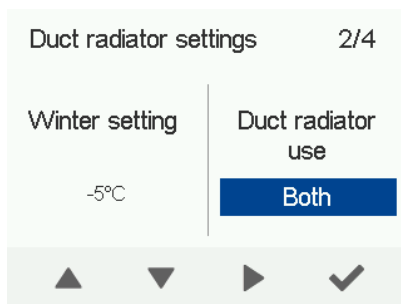 Duct radiator settings 2/4
Winter setting
-5°C
Duct radiator
use
Both